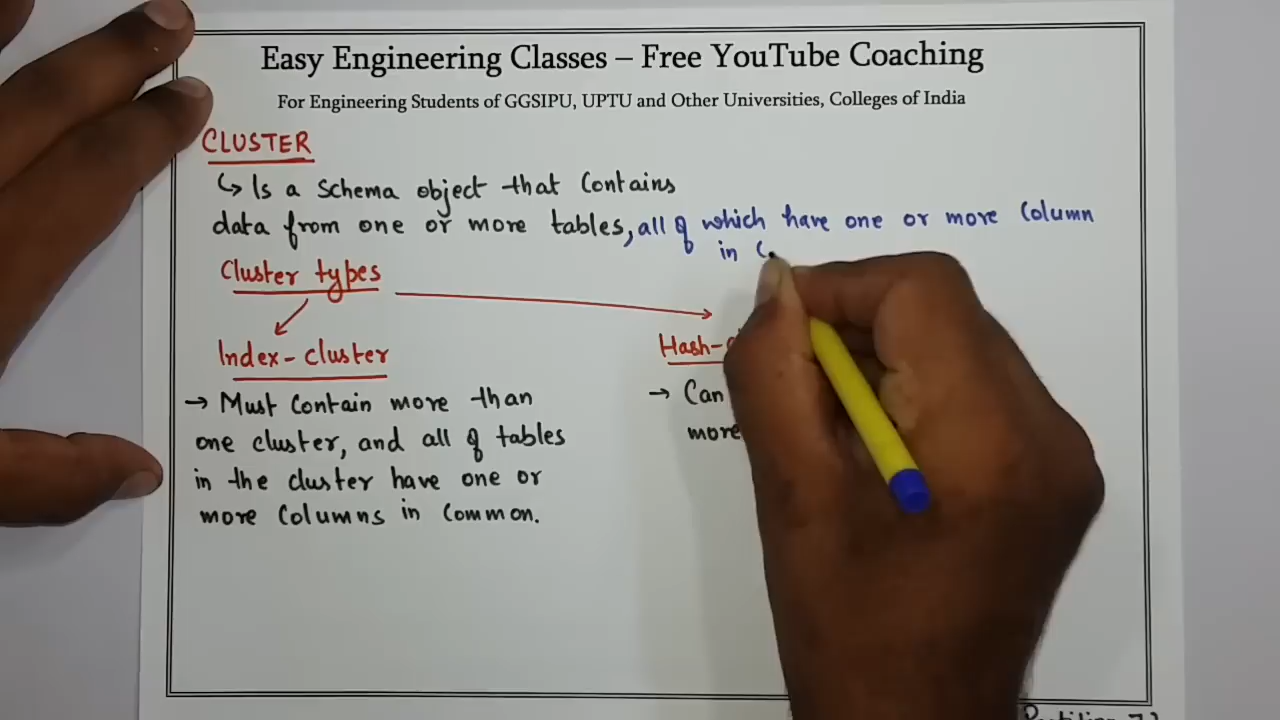 Easy Engineering Classes – Free YouTube Coaching
For Engineering Students of GGSIPU, UPTU and Other Universities, Colleges of India
CLUSTER
↳ Is a schema object that contains
data from one or more tables, all of which have one or more column
in
Cluster types
Index-cluster
→ Must contain more than
one cluster, and all of tables
in the cluster have one or
more columns in common.
Hash-
→ Can
more